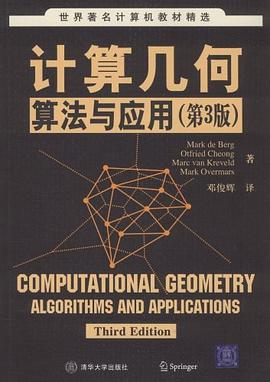 世界著名计算机教材精选
计算几何
算法与应用(第3版)
Mark de Berg
Otfried Cheong
Marc van Kreveld
Mark Overmars
著
邓俊辉 译
COMPUTATIONAL GEOMETRY
ALGORITHMS AND APPLICATIONS
Third Edition
清华大学出版社
Springer